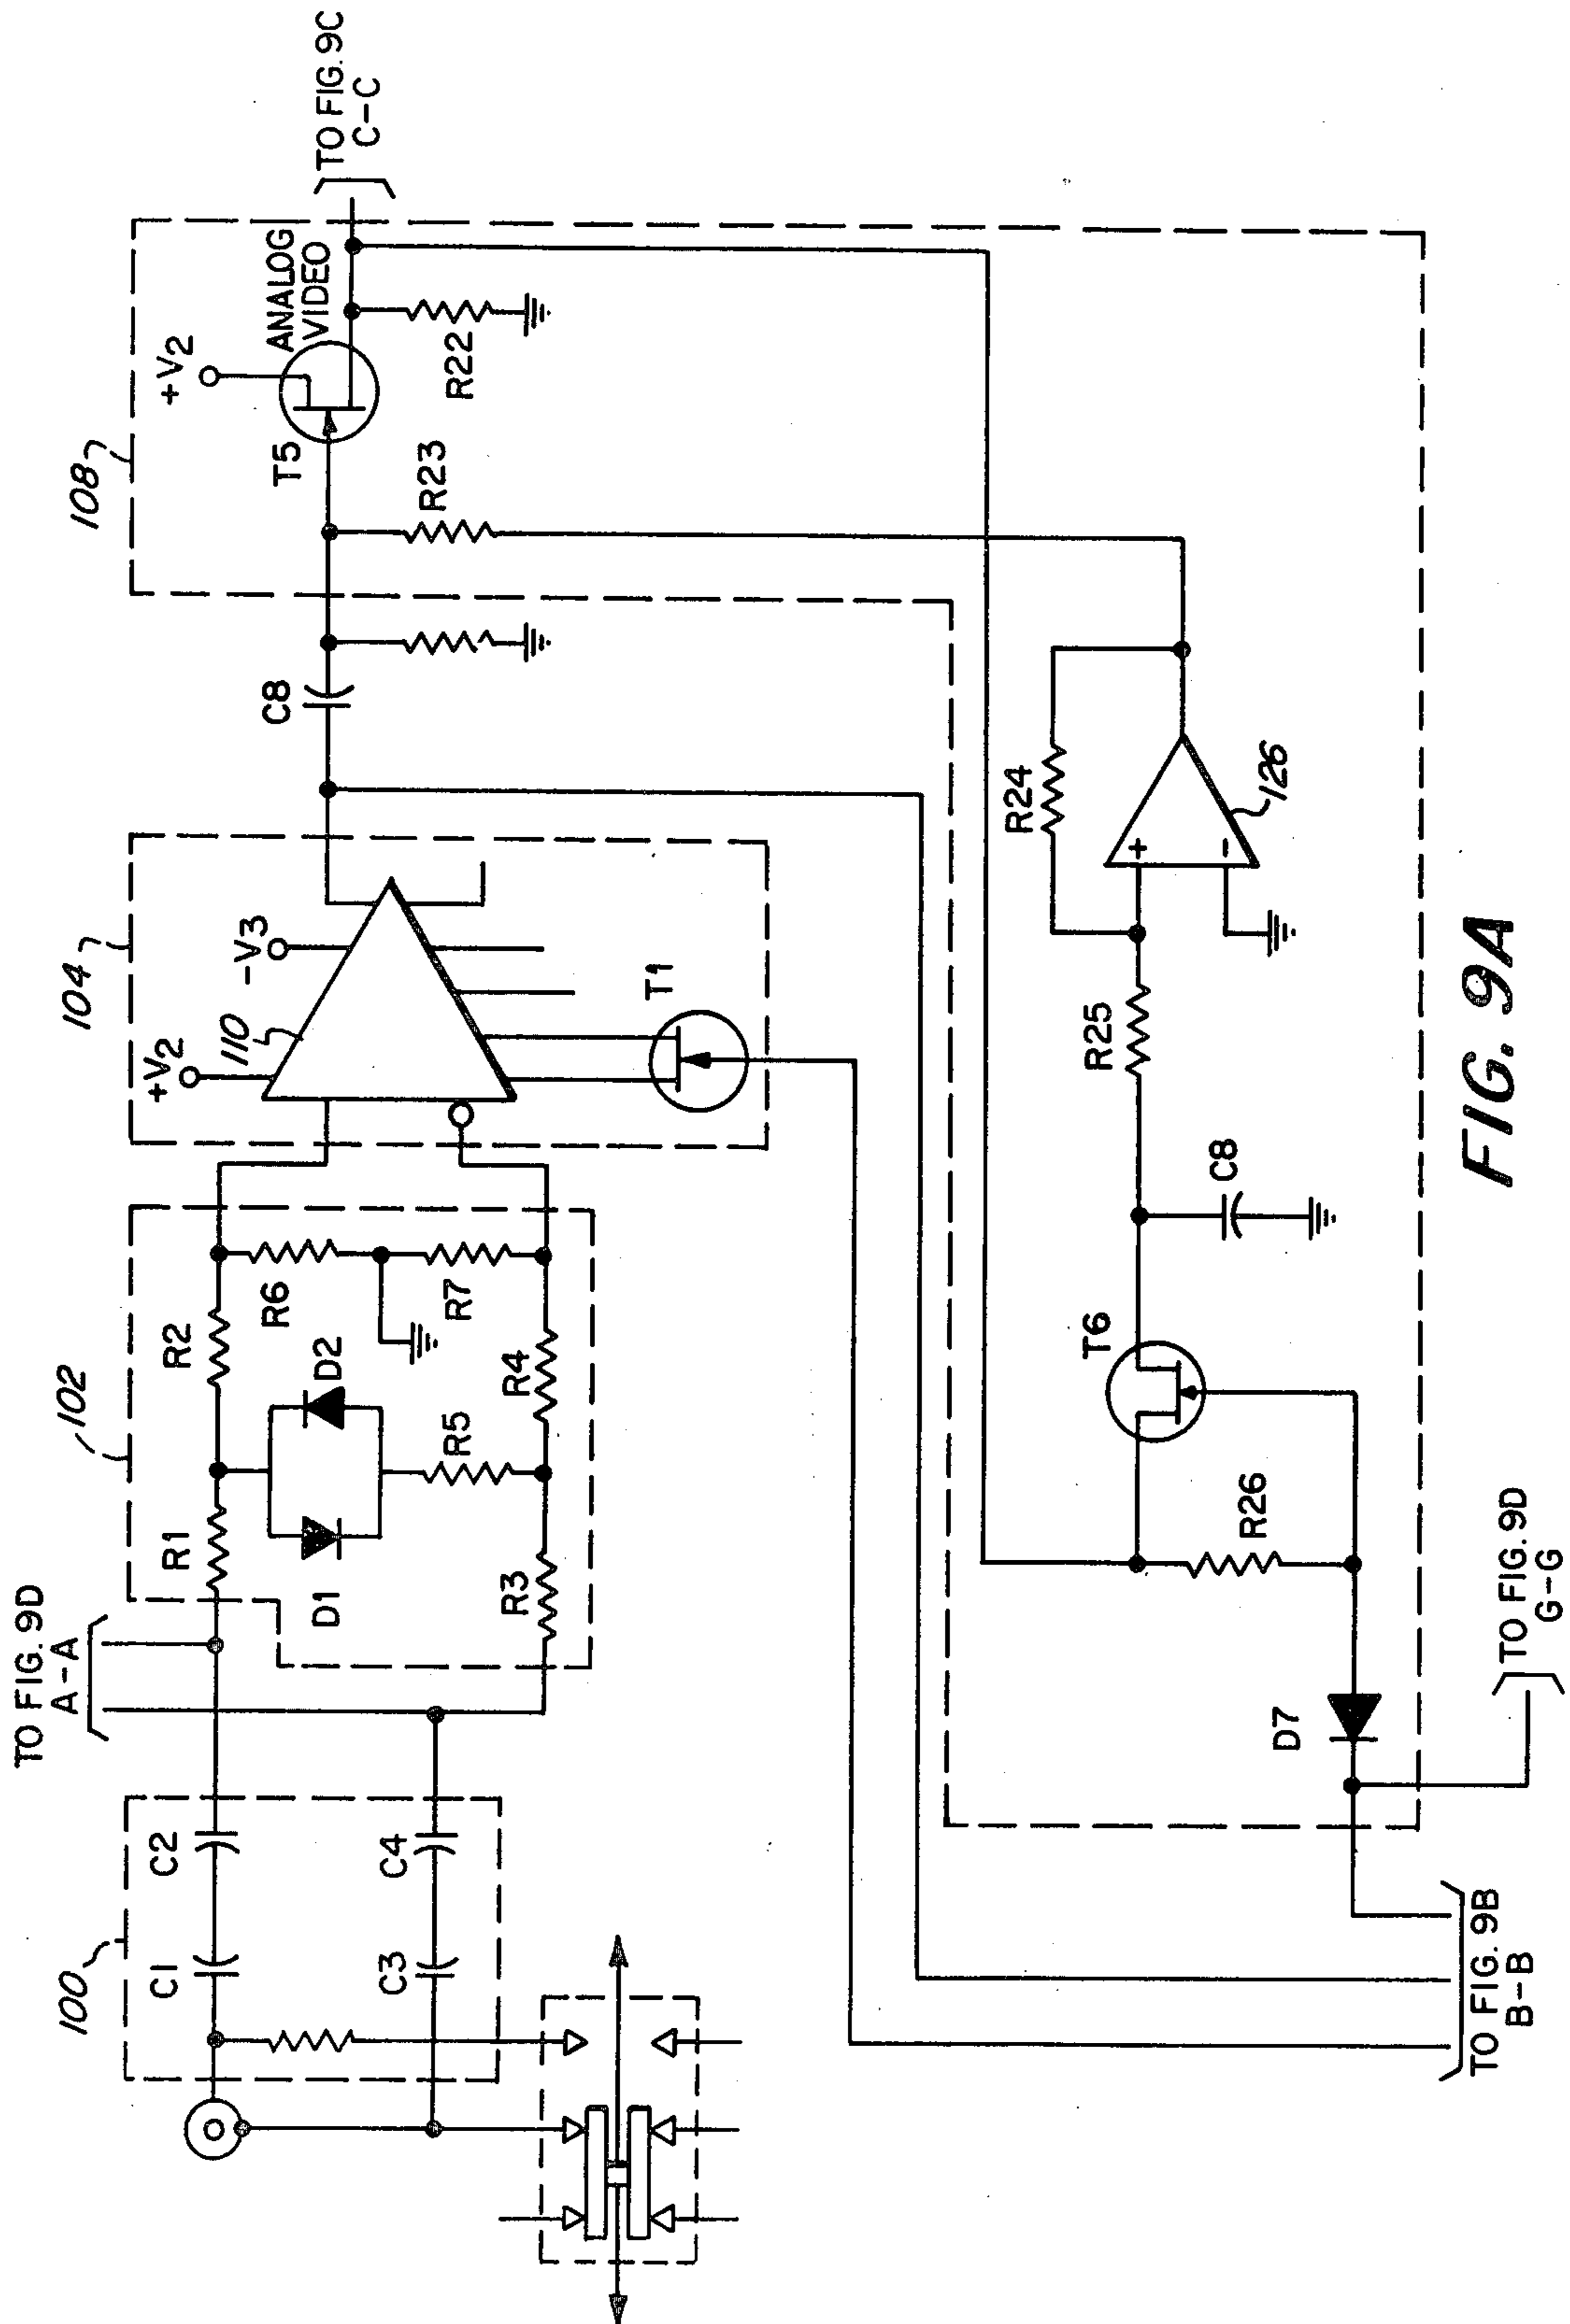 TO FIG. 9D
A-A
100
C1
C2
C3
C4
102
R1
R2
D1
D2
R5
R6
R7
R3
R4
104
+V2
-V3
110
T1
C8
108
+V2
T5
ANALOG
VIDEO
R23
R22
TO FIG. 9C
C-C
T6
R26
D7
C8
R25
R24
+
-
126
TO FIG. 9B
B-B
TO FIG. 9D
G-G
FIG. 9A